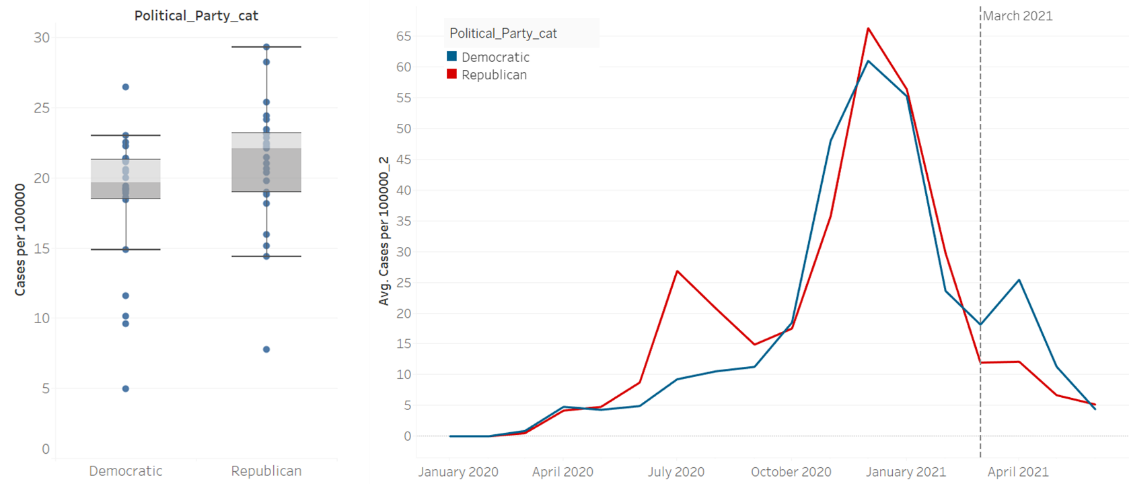 Political_Party_cat
30
25
20
15
10
5
0
Cases per 100000
Democratic
Republican
March 2021
Political_Party_cat
Democratic
Republican
65
60
55
50
45
40
35
30
25
20
15
10
5
0
Avg. Cases per 100000_2
January 2020
April 2020
July 2020
October 2020
January 2021
April 2021